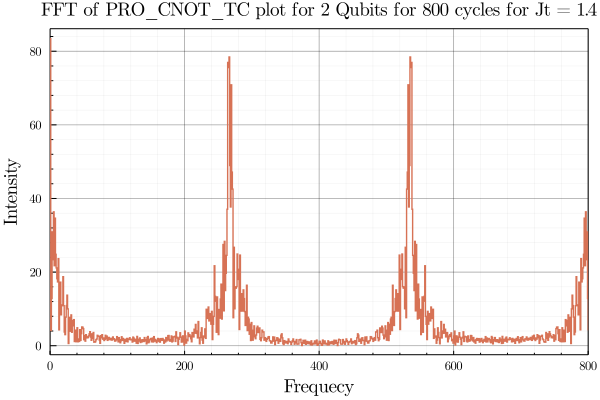 FFT of PRO_CNOT_TC plot for 2 Qubits for 800 cycles for Jt = 1.4
80
60
40
20
0
Intensity
0 200 400 600 800
Frequecy